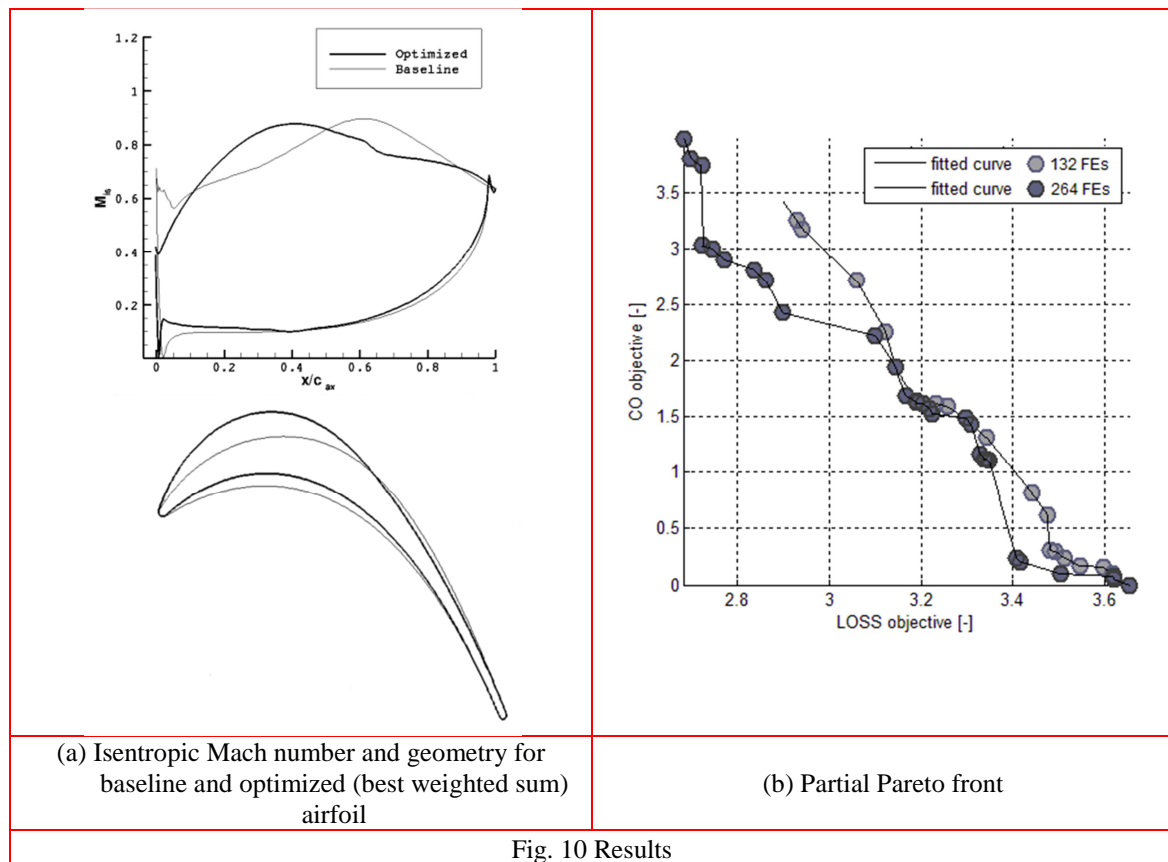 1.2
1
0.8
0.6
0.4
0.2
M is
0
0.2
0.4
0.6
0.8
1
X/C ax
Optimized
Baseline
(a) Isentropic Mach number and geometry for
baseline and optimized (best weighted sum)
airfoil
3.5
3
2.5
2
1.5
1
0.5
0
CO objective [-]
2.8
3
3.2
3.4
3.6
LOSS objective [-]
fitted curve
132 FEs
fitted curve
264 FEs
(b) Partial Pareto front
Fig. 10 Results